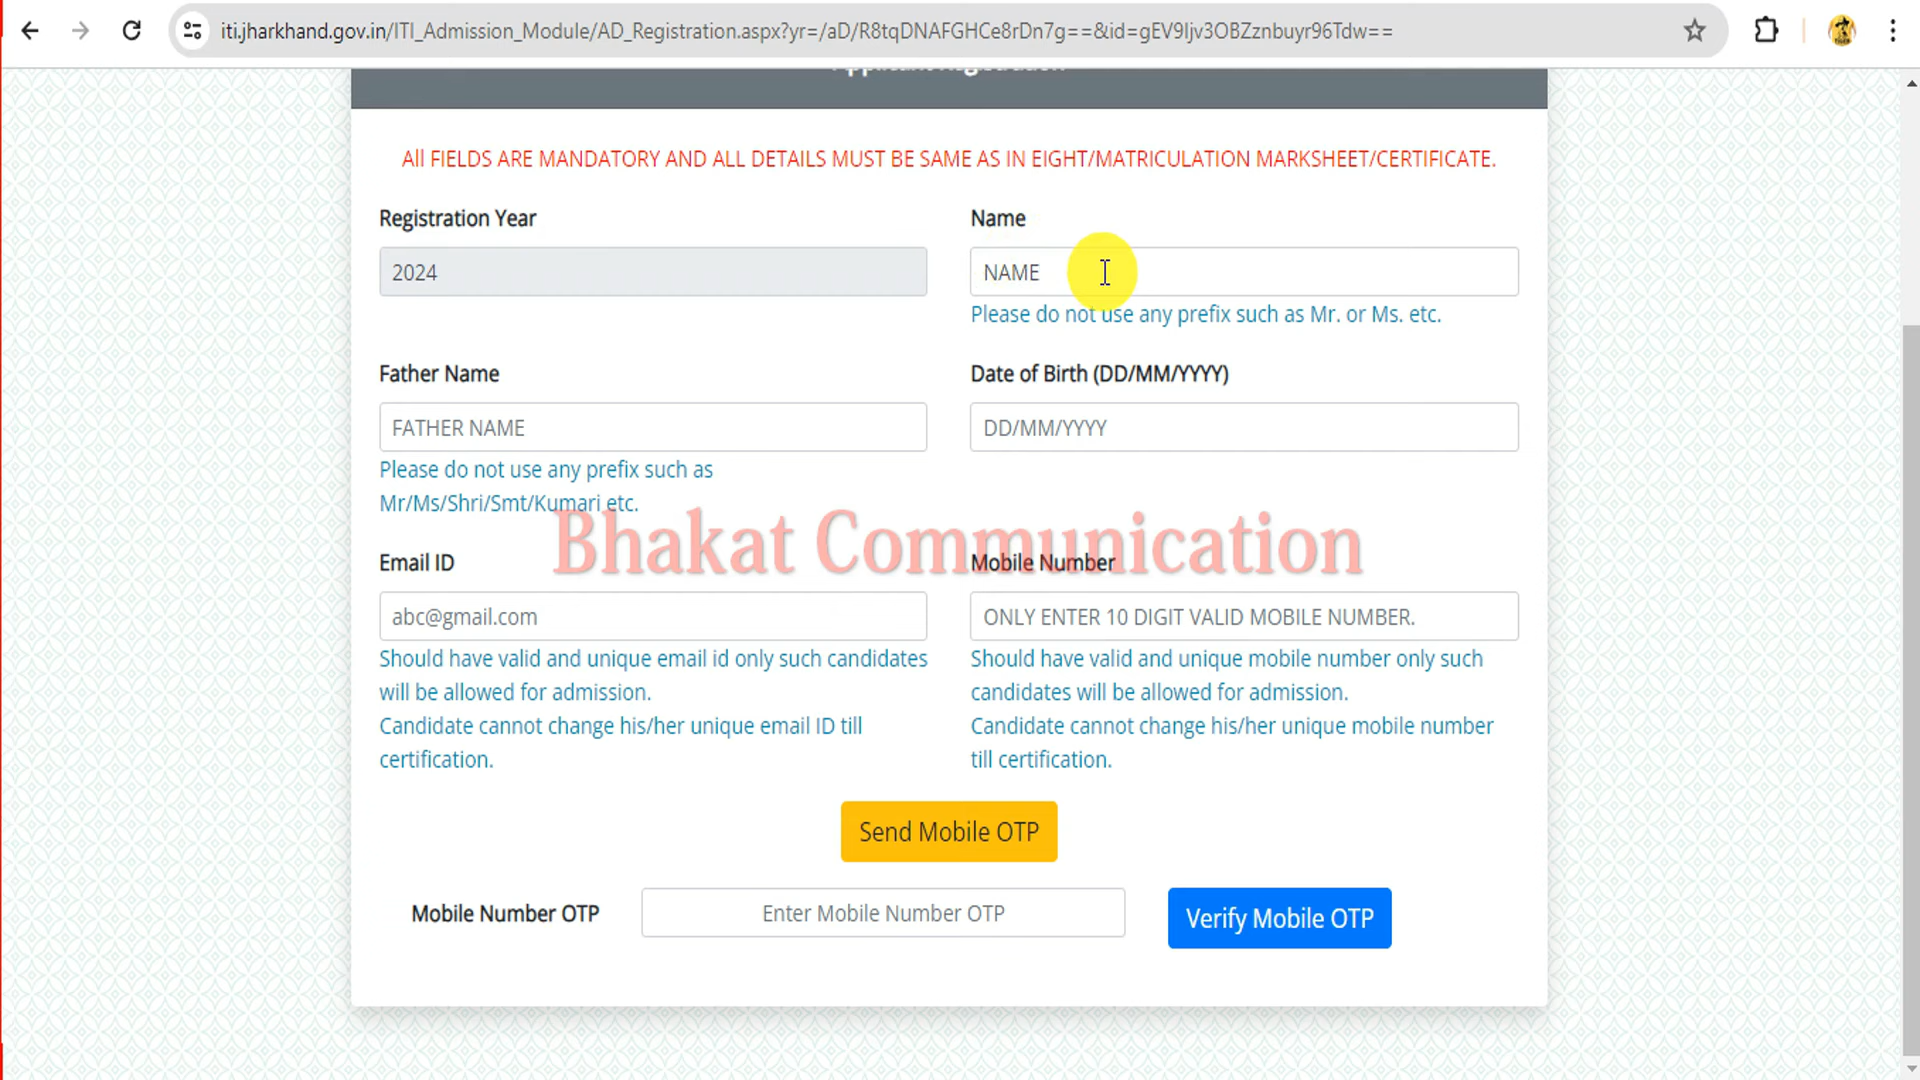 iti.jharkhand.gov.in/ITI_Admission_Module/AD_Registration.aspx?yr=/aD/R8tqDNAFGHCe8rDn7g==&id=gEV9Ijv3OBZznbuyr96Tdw==
Applicant Registration
All FIELDS ARE MANDATORY AND ALL DETAILS MUST BE SAME AS IN EIGHT/MATRICULATION MARKSHEET/CERTIFICATE.
Registration Year
Name
2024
NAME
Please do not use any prefix such as Mr. or Ms. etc.
Father Name
Date of Birth (DD/MM/YYYY)
FATHER NAME
DD/MM/YYYY
Please do not use any prefix such as
Mr/Ms/Shri/Smt/Kumari etc.
Bhakat Communication
Email ID
Mobile Number
abc@gmail.com
ONLY ENTER 10 DIGIT VALID MOBILE NUMBER.
Should have valid and unique email id only such candidates
will be allowed for admission.
Candidate cannot change his/her unique email ID till
certification.
Should have valid and unique mobile number only such
candidates will be allowed for admission.
Candidate cannot change his/her unique mobile number
till certification.
Send Mobile OTP
Mobile Number OTP
Enter Mobile Number OTP
Verify Mobile OTP